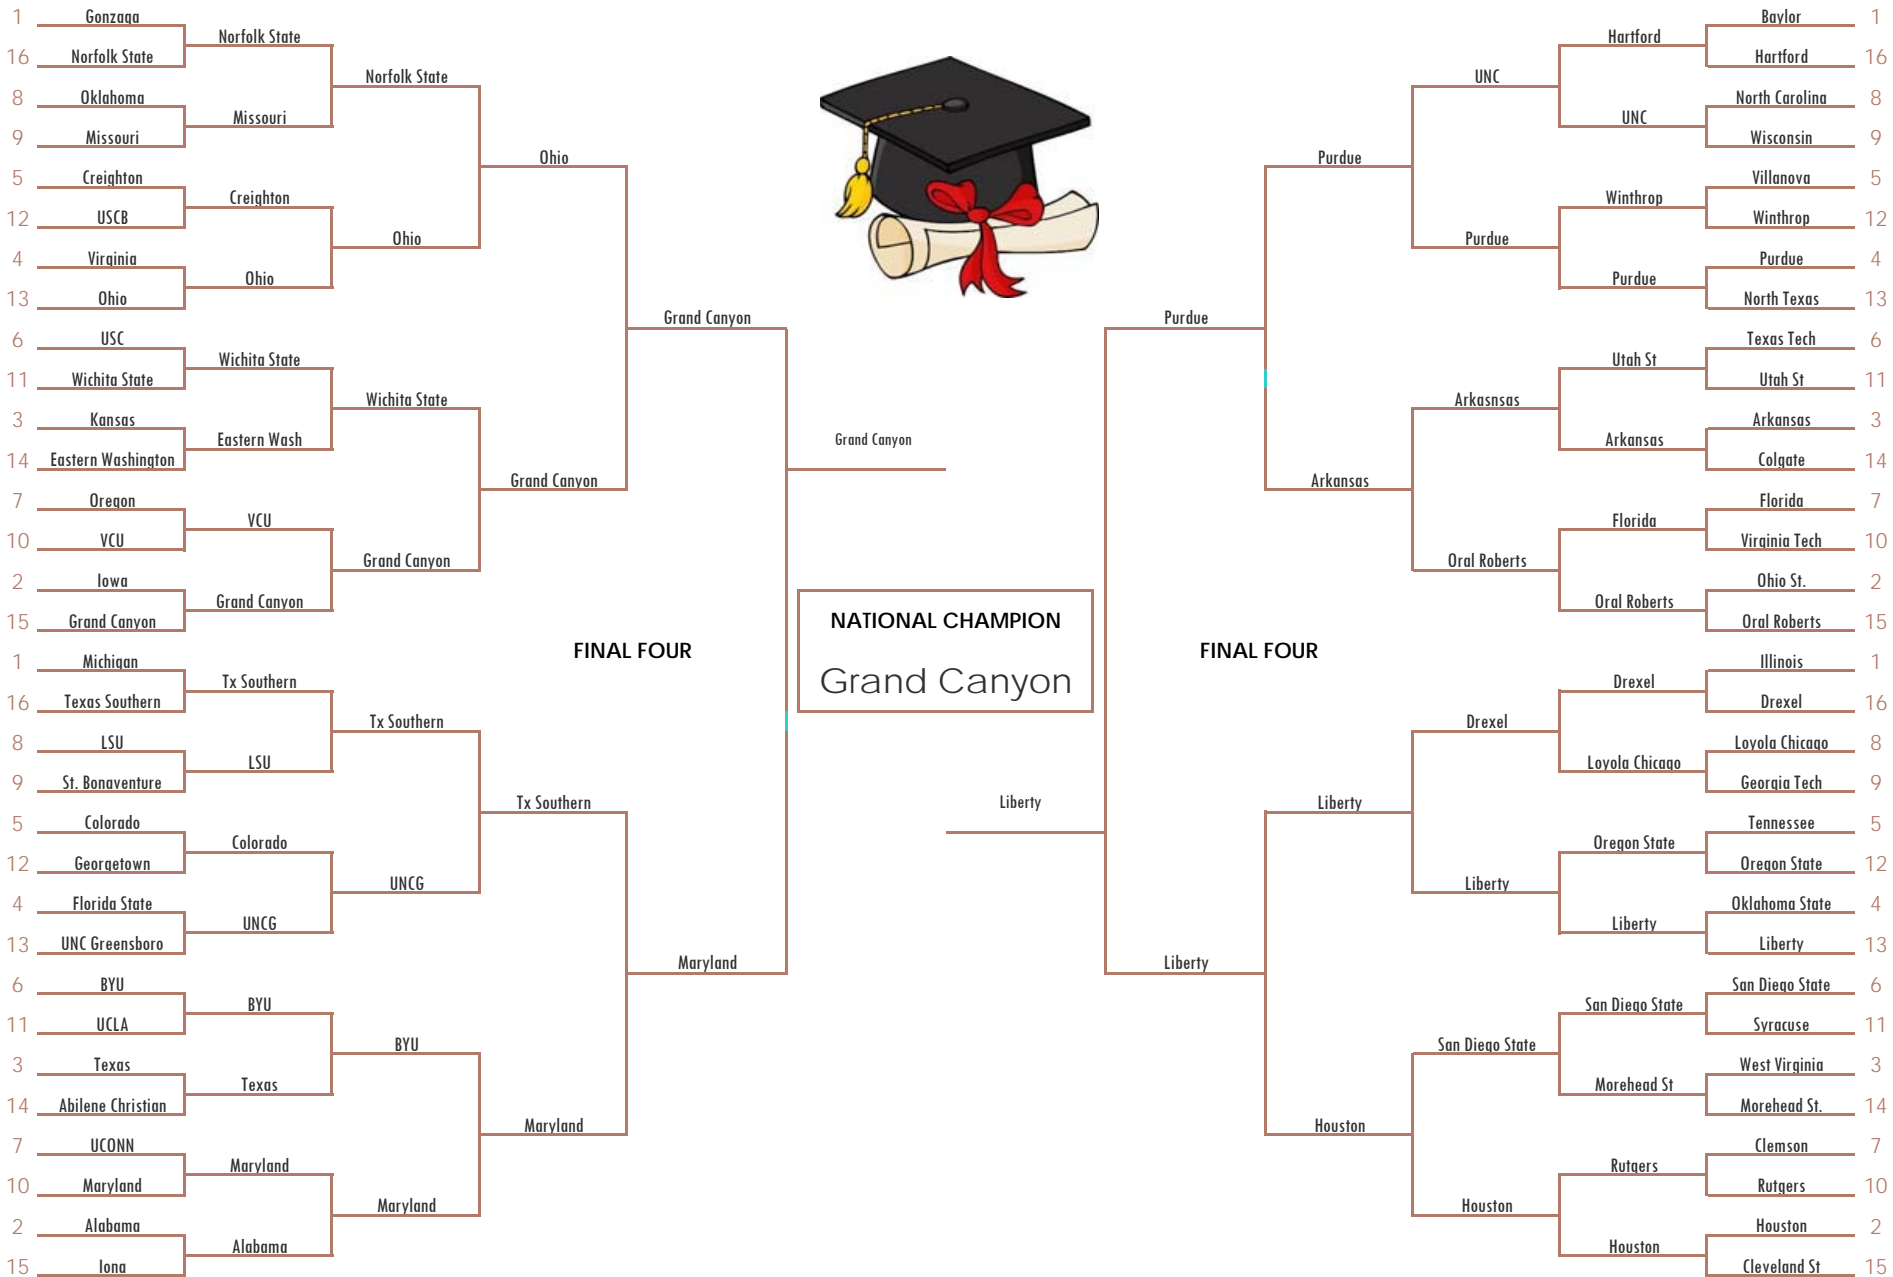 1 Gonzaga
16 Norfolk State
8 Oklahoma
9 Missouri
5 Creighton
12 USCB
4 Virginia
13 Ohio
6 USC
11 Wichita State
3 Kansas
14 Eastern Washington
7 Oregon
10 VCU
2 Iowa
15 Grand Canyon
1 Michigan
16 Texas Southern
8 LSU
9 St. Bonaventure
5 Colorado
12 Georgetown
4 Florida State
13 UNC Greensboro
6 BYU
11 UCLA
3 Texas
14 Abilene Christian
7 UCONN
10 Maryland
2 Alabama
15 Iona
Norfolk State
Missouri
Creighton
Ohio
Wichita State
Eastern Wash
VCU
Grand Canyon
Tx Southern
LSU
Colorado
UNCG
BYU
Texas
Maryland
Alabama
Norfolk State
Ohio
Wichita State
Grand Canyon
Tx Southern
UNCG
BYU
Maryland
Ohio
Grand Canyon
Tx Southern
Maryland
Grand Canyon
Maryland
FINAL FOUR
Grand Canyon
NATIONAL CHAMPION
Grand Canyon
Liberty
FINAL FOUR
Purdue
Liberty
Purdue
Arkansas
Liberty
Houston
UNC
Purdue
Arkasnsas
Oral Roberts
Drexel
Liberty
San Diego State
Houston
Hartford
UNC
Winthrop
Purdue
Utah St
Arkansas
Florida
Oral Roberts
Drexel
Loyola Chicago
Oregon State
Liberty
San Diego State
Morehead St
Rutgers
Houston
Baylor 1
Hartford 16
North Carolina 8
Wisconsin 9
Villanova 5
Winthrop 12
Purdue 4
North Texas 13
Texas Tech 6
Utah St 11
Arkansas 3
Colgate 14
Florida 7
Virginia Tech 10
Ohio St. 2
Oral Roberts 15
Illinois 1
Drexel 16
Loyola Chicago 8
Georgia Tech 9
Tennessee 5
Oregon State 12
Oklahoma State 4
Liberty 13
San Diego State 6
Syracuse 11
West Virginia 3
Morehead St. 14
Clemson 7
Rutgers 10
Houston 2
Cleveland St 15